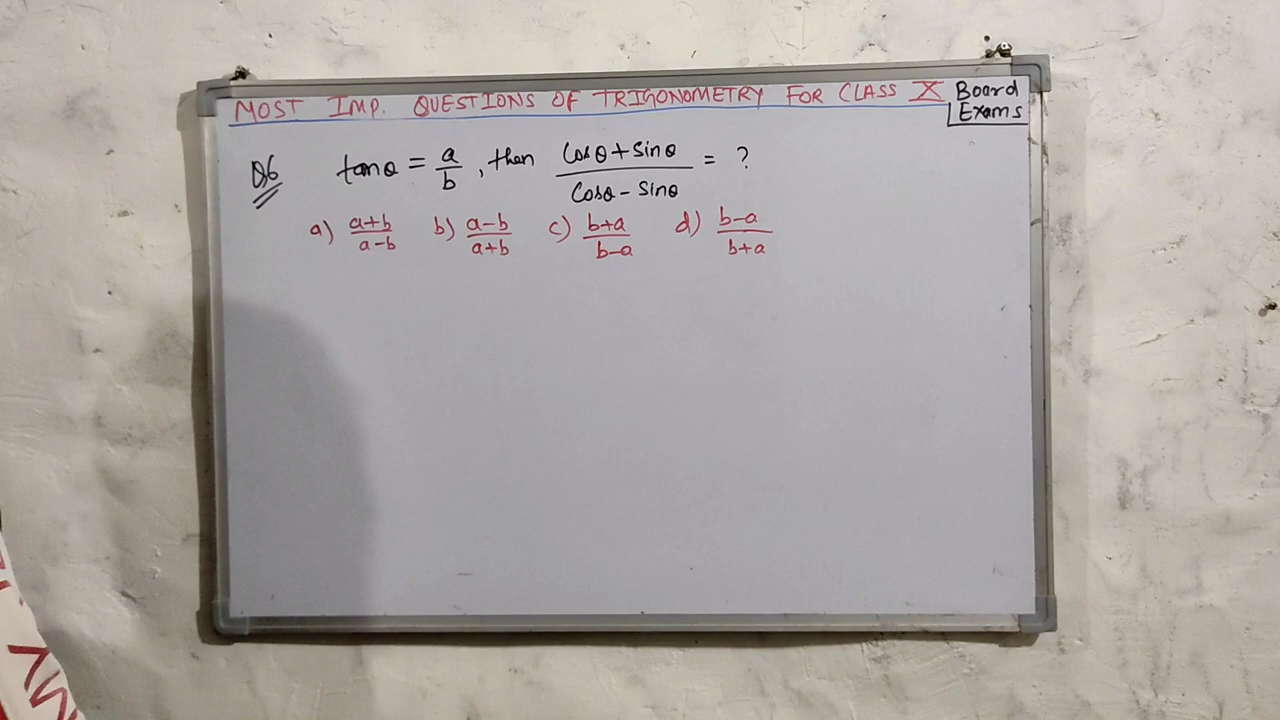 MOST IMP. QUESTIONS OF TRIGONOMETRY FOR CLASS X Board Exams
Q6 tanθ = a/b, then (Cosθ + Sinθ)/(Cosθ - Sinθ) = ?
a) (a+b)/(a-b) b) (a-b)/(a+b) c) (b+a)/(b-a) d) (b-a)/(b+a)